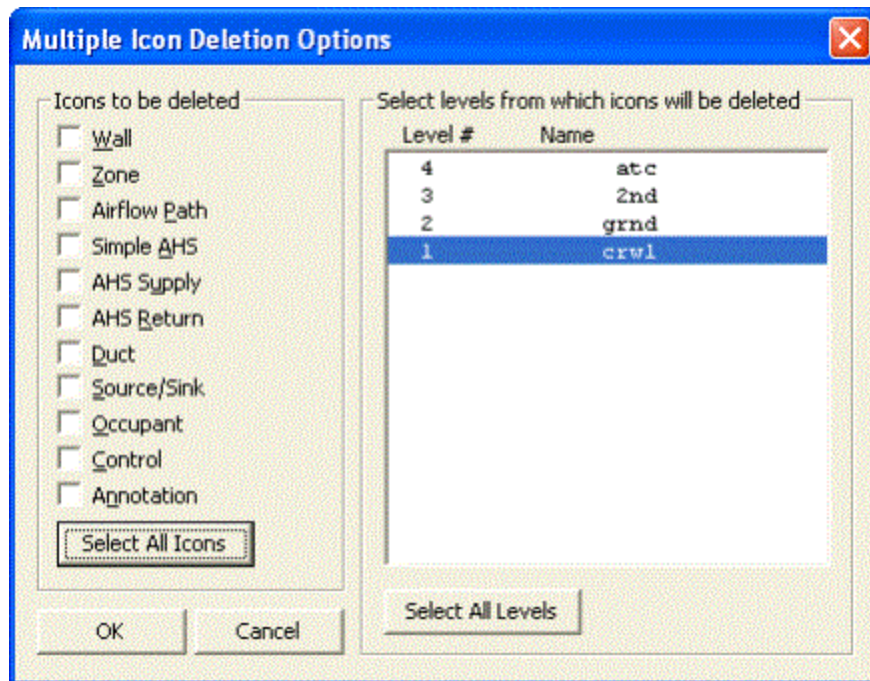 Multiple Icon Deletion Options
Icons to be deleted
Wall
Zone
Airflow Path
Simple AHS
AHS Supply
AHS Return
Duct
Source/Sink
Occupant
Control
Annotation
Select All Icons
OK Cancel
Select levels from which icons will be deleted
Level # Name
4 atc
3 2nd
2 grnd
1 crwl
Select All Levels